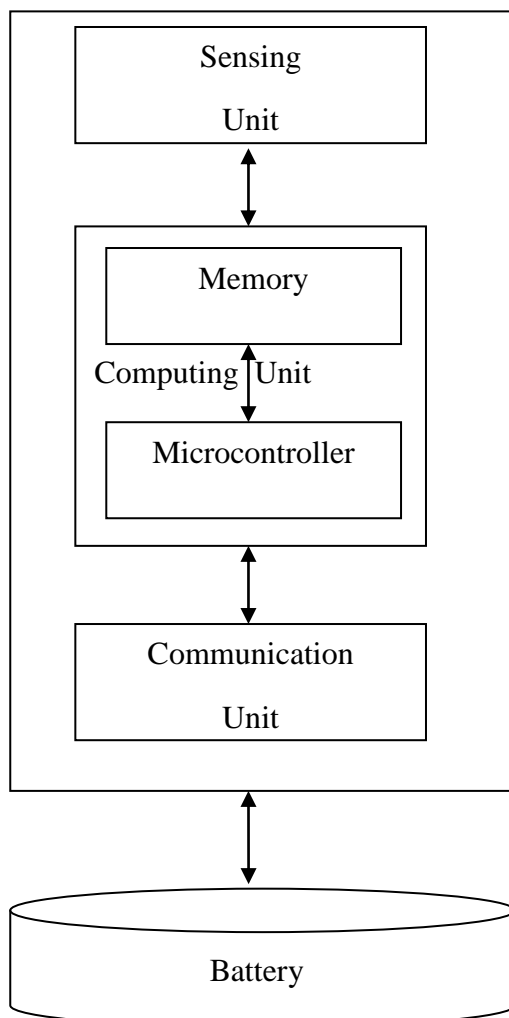 Sensing
Unit
Memory
Computing Unit
Microcontroller
Communication
Unit
Battery